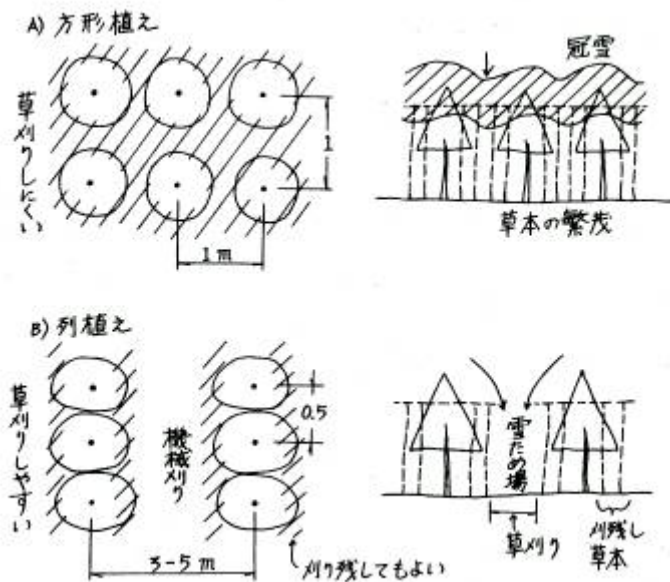 A) 方形植え
草刈りしにくい
1
1m
冠雪
草本の繁茂
B) 列植え
草刈りしやすい
機械刈り
0.5
3-5m
刈り残してもよい
雪だめ場
草刈り
刈残し
草本